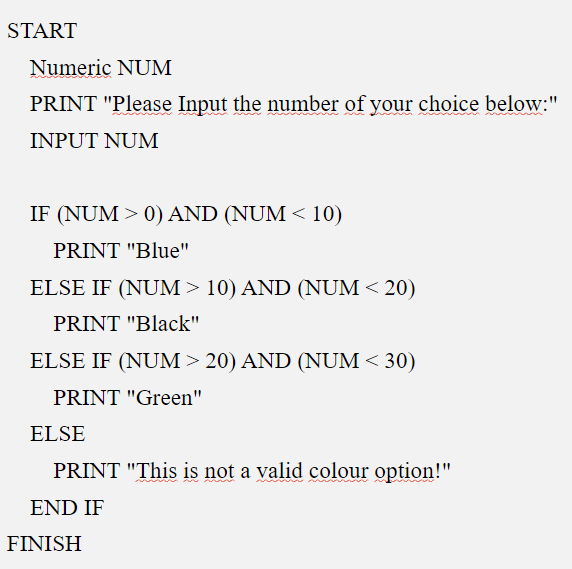 START
Numeric NUM
PRINT "Please Input the number of your choice below:"
INPUT NUM
IF (NUM > 0) AND (NUM < 10)
PRINT "Blue"
ELSE IF (NUM > 10) AND (NUM < 20)
PRINT "Black"
ELSE IF (NUM > 20) AND (NUM < 30)
PRINT "Green"
ELSE
PRINT "This is not a valid colour option!"
END IF
FINISH